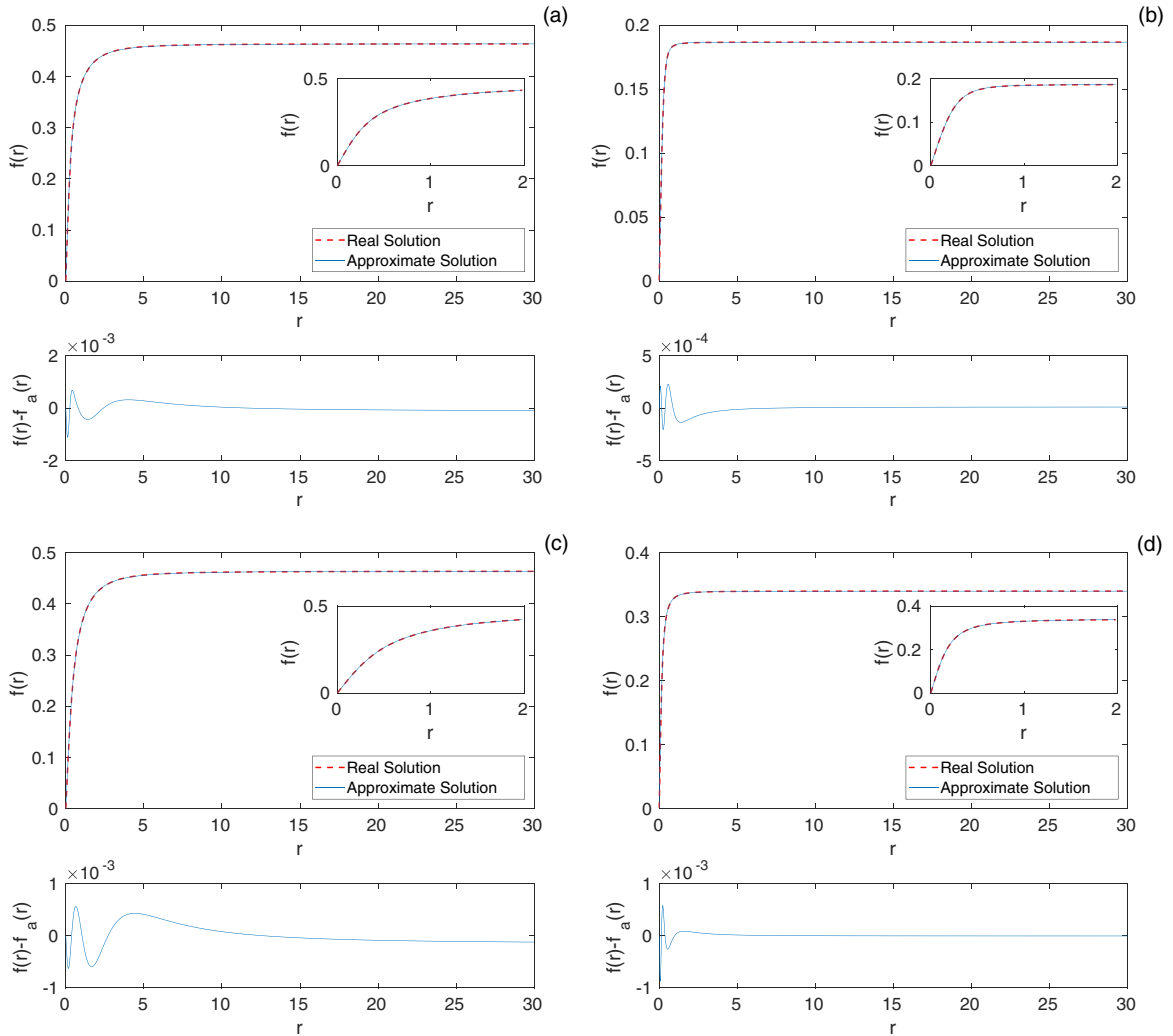 (a)
0.5
0.4
0.3
0.2
0.1
0
f(r)
0 5 10 15 20 25 30
r
0.5
0
f(r)
0 1 2
r
Real Solution
Approximate Solution
×10-3
2
0
-2
f(r)-f a(r)
0 5 10 15 20 25 30
r
(b)
0.2
0.15
0.1
0.05
0
f(r)
0 5 10 15 20 25 30
r
0.2
0.1
0
f(r)
0 1 2
r
Real Solution
Approximate Solution
×10-4
5
0
-5
f(r)-f a(r)
0 5 10 15 20 25 30
r
(c)
0.5
0.4
0.3
0.2
0.1
0
f(r)
0 5 10 15 20 25 30
r
0.5
0
f(r)
0 1 2
r
Real Solution
Approximate Solution
×10-3
1
0
-1
f(r)-f a(r)
0 5 10 15 20 25 30
r
(d)
0.4
0.3
0.2
0.1
0
f(r)
0 5 10 15 20 25 30
r
0.4
0.2
0
f(r)
0 1 2
r
Real Solution
Approximate Solution
×10-3
1
0
-1
f(r)-f a(r)
0 5 10 15 20 25 30
r